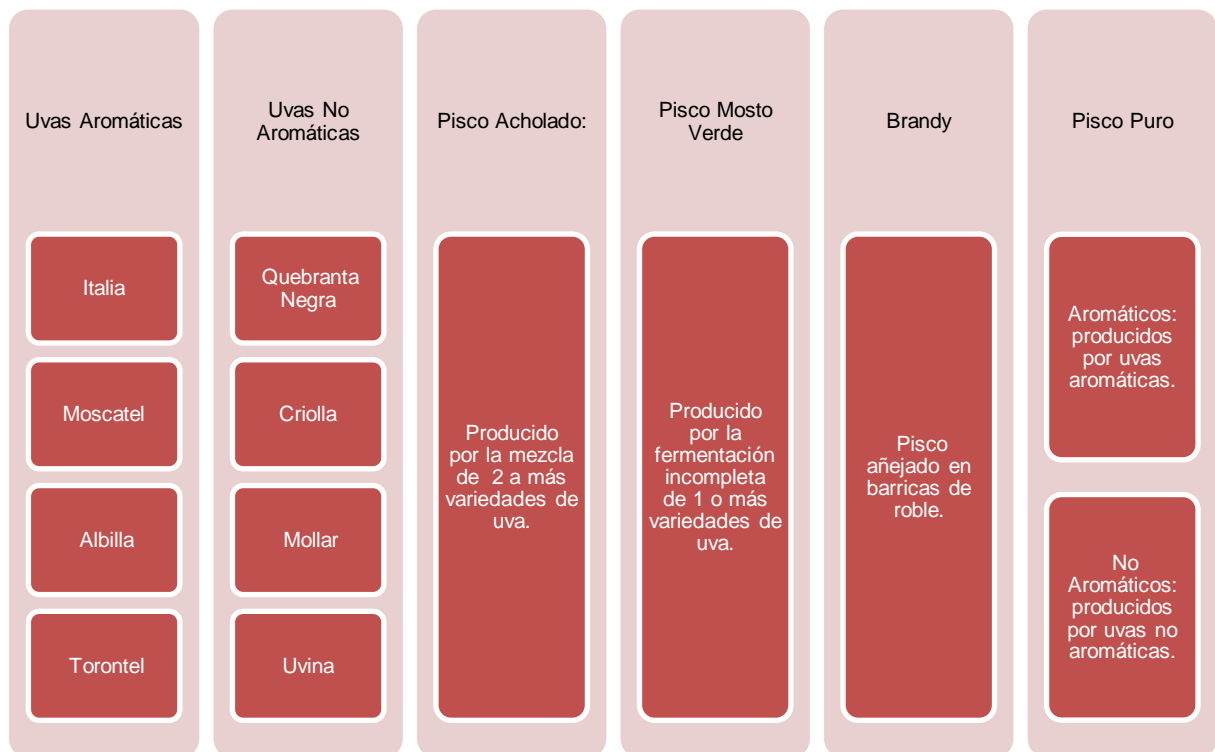 Uvas Aromáticas
Italia
Moscatel
Albilla
Torontel
Uvas No
Aromáticas
Quebranta
Negra
Criolla
Mollar
Uvina
Pisco Acholado:
Producido
por la mezcla
de 2 a más
variedades de
uva.
Pisco Mosto
Verde
Producido
por la
fermentación
incompleta
de 1 o más
variedades de
uva.
Brandy
Pisco
añejado en
barricas de
roble.
Pisco Puro
Aromáticos:
producidos
por uvas
aromáticas.
No
Aromáticos:
producidos
por uvas no
aromáticas.